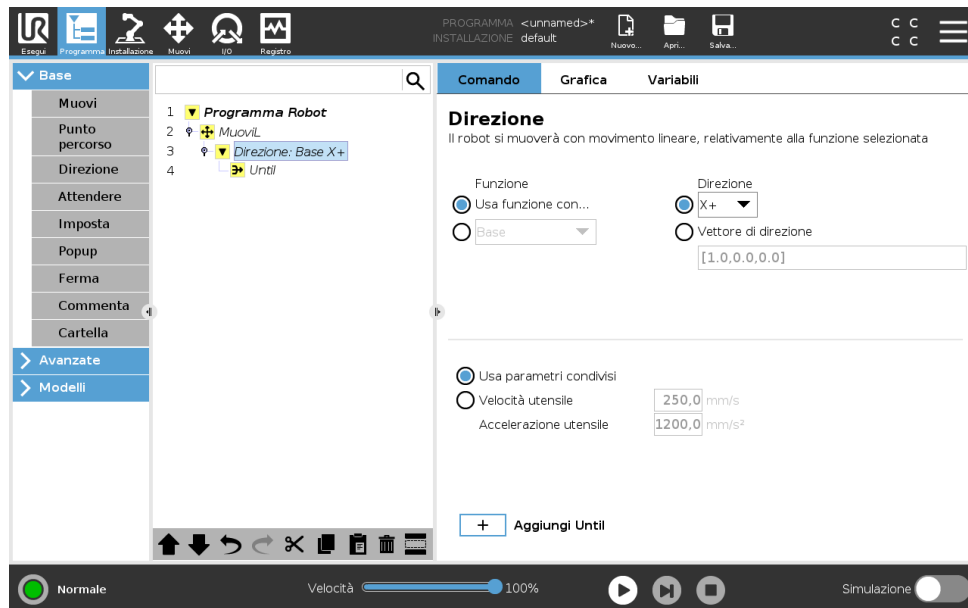 PROGRAMMA <unnamed>*
INSTALLAZIONE default
Esegui Programma Installazione Muovi I/O Registro Nuovo... Apri... Salva...
C C
C C
Base
Muovi
Punto
percorso
Direzione
Attendere
Imposta
Popup
Ferma
Commenta
Cartella
Avanzate
Modelli
1 Programma Robot
2 MuoviL
3 Direzione: Base X+
4 Until
Comando Grafica Variabili
Direzione
Il robot si muoverà con movimento lineare, relativamente alla funzione selezionata
Funzione Direzione
Usa funzione con... X+
Base Vettore di direzione
[1.0,0.0,0.0]
Usa parametri condivisi
Velocità utensile 250,0 mm/s
Accelerazione utensile 1200,0 mm/s²
+ Aggiungi Until
Normale Velocità 100% Simulazione